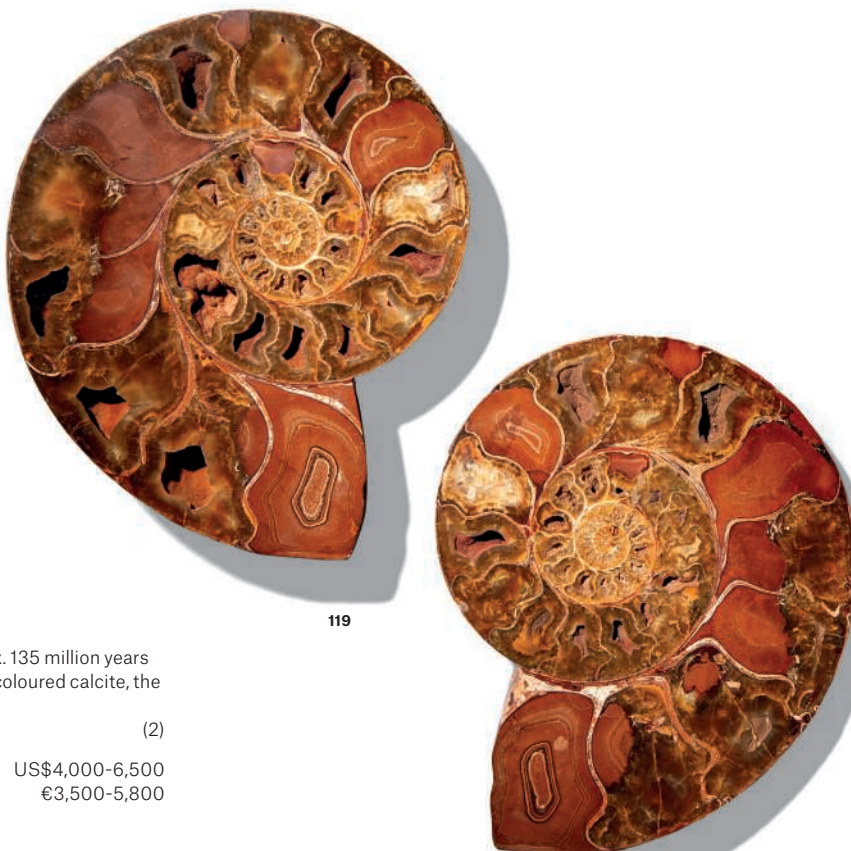 119
. 135 million years
coloured calcite, the
(2)
US$4,000-6,500
€3,500-5,800